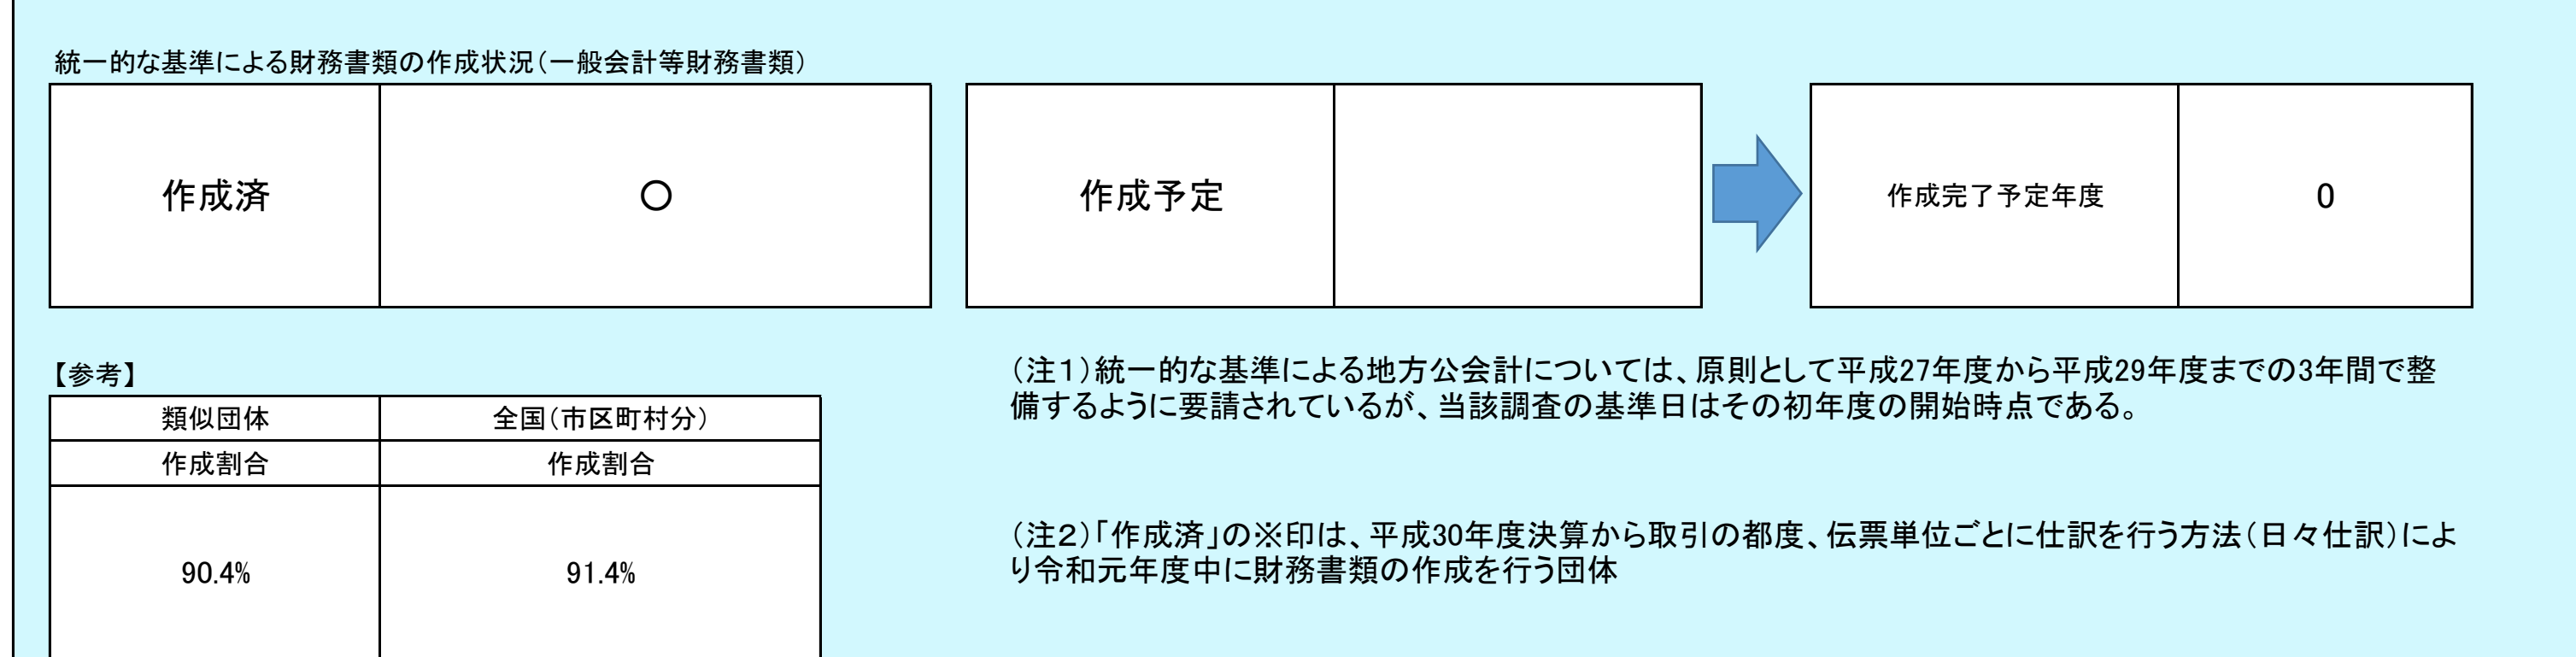 統一的な基準による財務書類の作成状況（一般会計等財務書類）
作成済
○
作成予定
作成完了予定年度
0
【参考】
類似団体
全国（市区町村分）
作成割合
作成割合
90.4%
91.4%
（注１）統一的な基準による地方公会計については、原則として平成27年度から平成29年度までの3年間で整
備するように要請されているが、当該調査の基準日はその初年度の開始時点である。
（注２）「作成済」の※印は、平成30年度決算から取引の都度、伝票単位ごとに仕訳を行う方法（日々仕訳）によ
り令和元年度中に財務書類の作成を行う団体